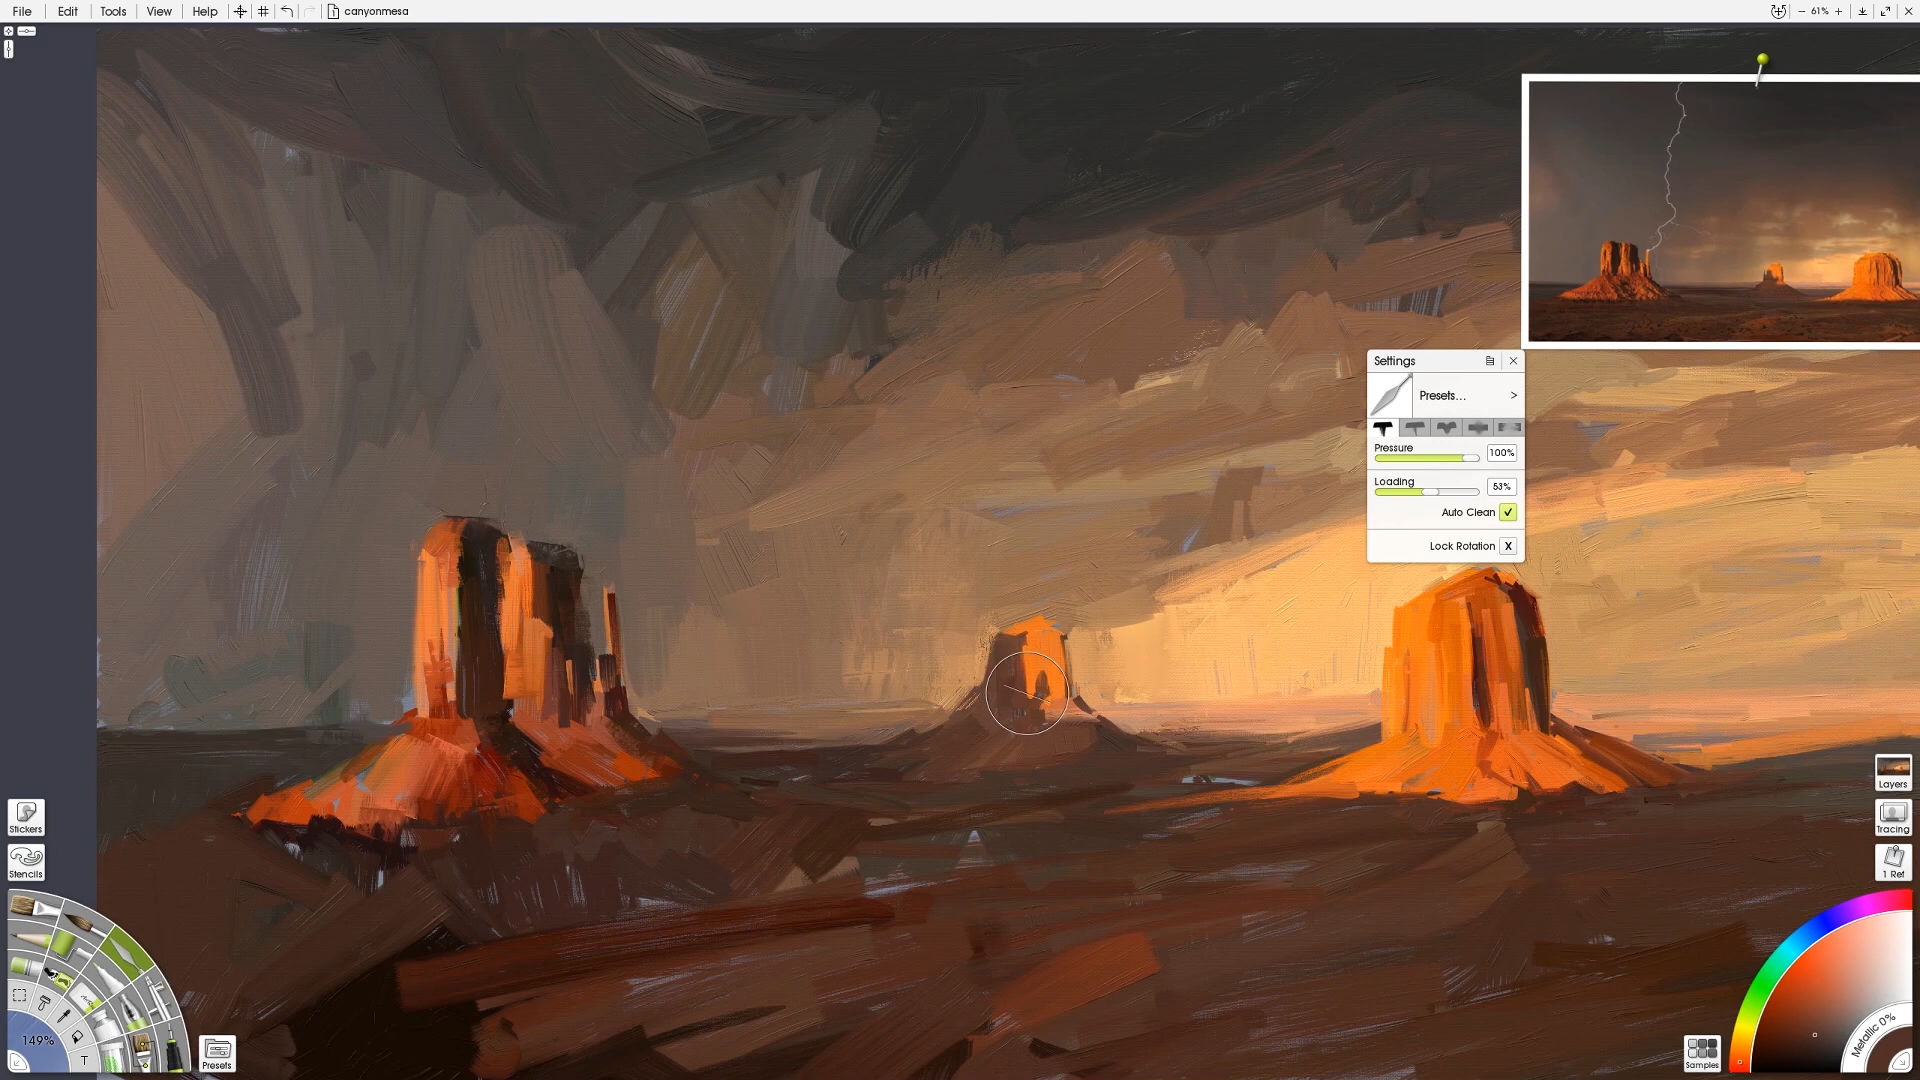 File Edit Tools View Help canyonmesa 61%
Settings
Presets...
Pressure 100%
Loading 53%
Auto Clean
Lock Rotation X
Layers
Tracing
1 Ref
Stickers
Stencils
149%
T
Presets
Samples
Metallic 0%